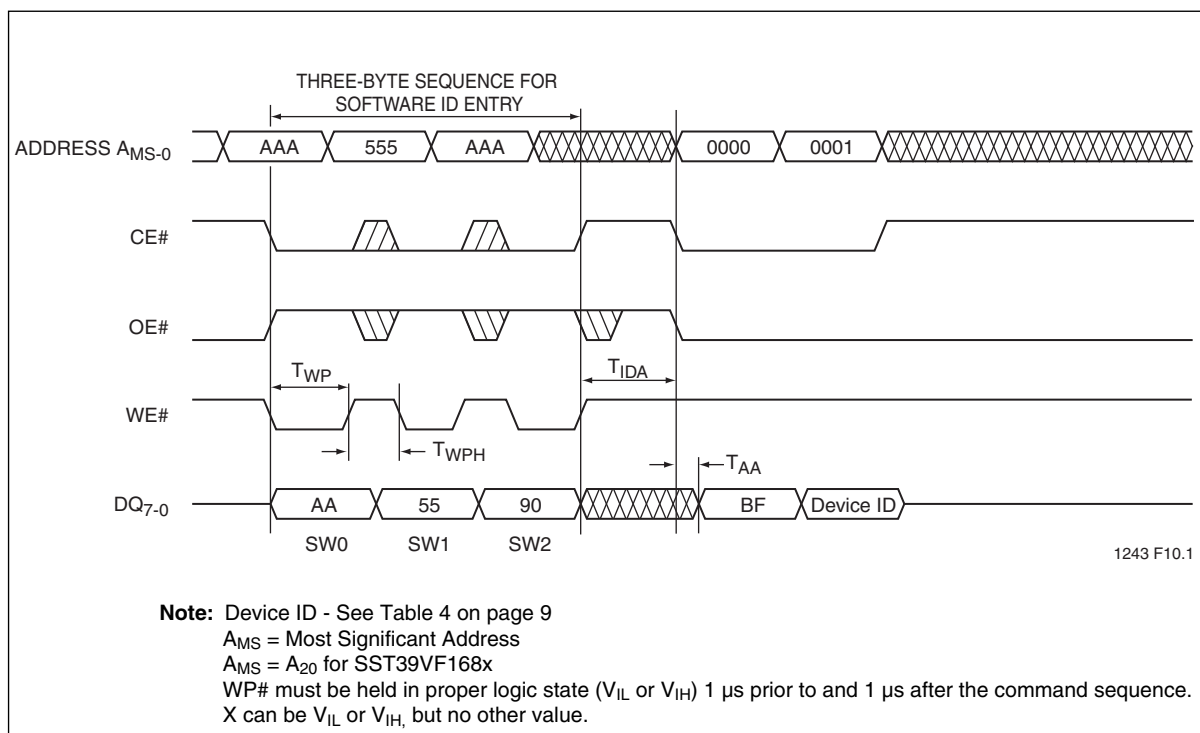 THREE-BYTE SEQUENCE FOR
SOFTWARE ID ENTRY
ADDRESS AMS-0
AAA 555 AAA 0000 0001
CE#
OE#
TWP TIDA
WE#
TWPH TAA
DQ7-0
AA 55 90 BF Device ID
SW0 SW1 SW2
1243 F10.1
Note: Device ID - See Table 4 on page 9
AMS = Most Significant Address
AMS = A20 for SST39VF168x
WP# must be held in proper logic state (VIL or VIH) 1 µs prior to and 1 µs after the command sequence.
X can be VIL or VIH, but no other value.